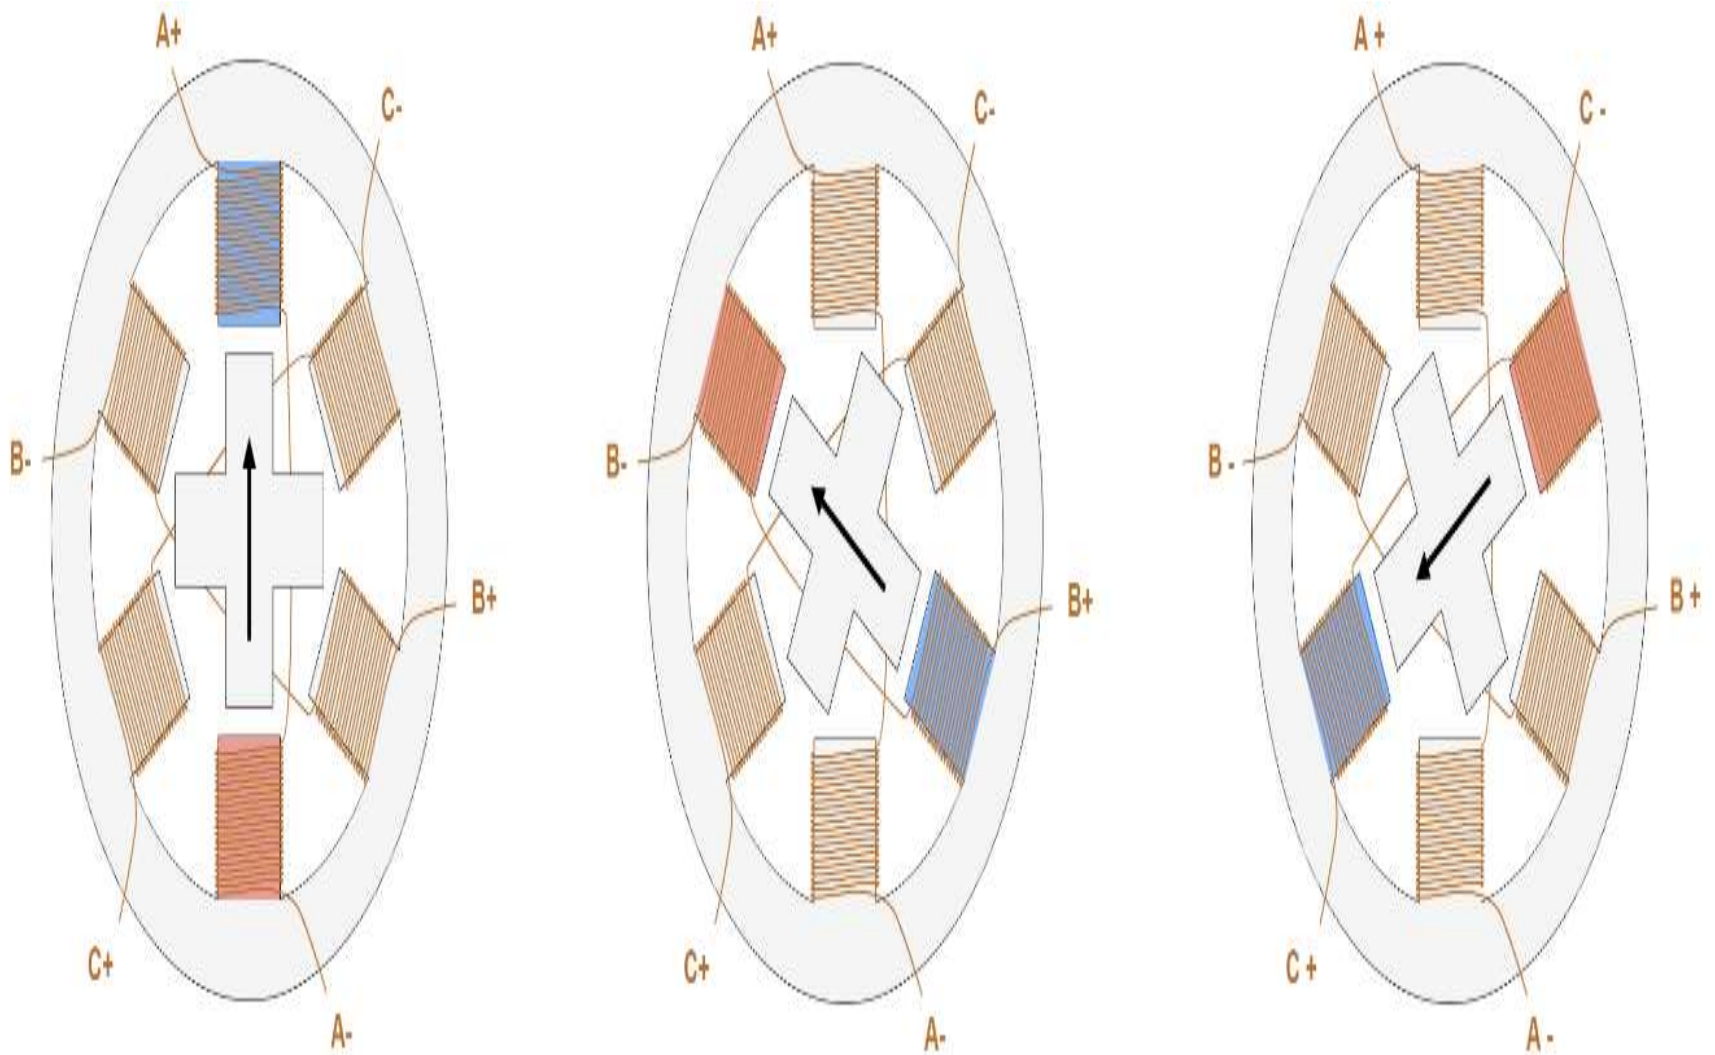 A+
C-
B-
B+
C+
A-
A+
C-
B-
B+
C+
A-
A +
C -
B -
B +
C +
A -